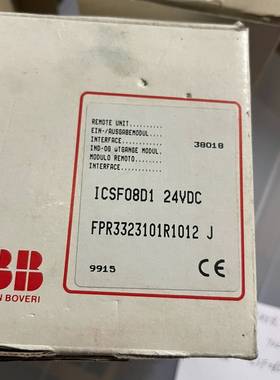 REMOTE UNIT..........
EIN-/AUSGABEMODUL....
INTERFACE............ 38018
IND-OG UTGANGE MODUL.
MODULO REMOTO........
INTERFACE............
ICSF08D1 24VDC
FPR3323101R1012 J
9915 CE
BB
N BOVERI